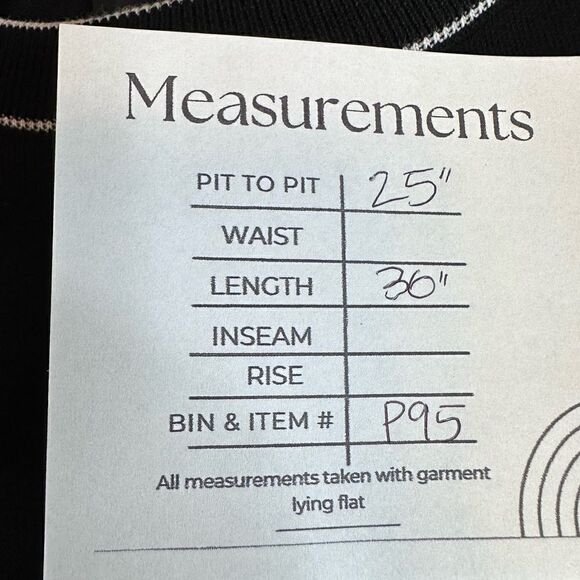 Measurements
PIT TO PIT 25"
WAIST
LENGTH 36"
INSEAM
RISE
BIN & ITEM # P95
All measurements taken with garment
lying flat